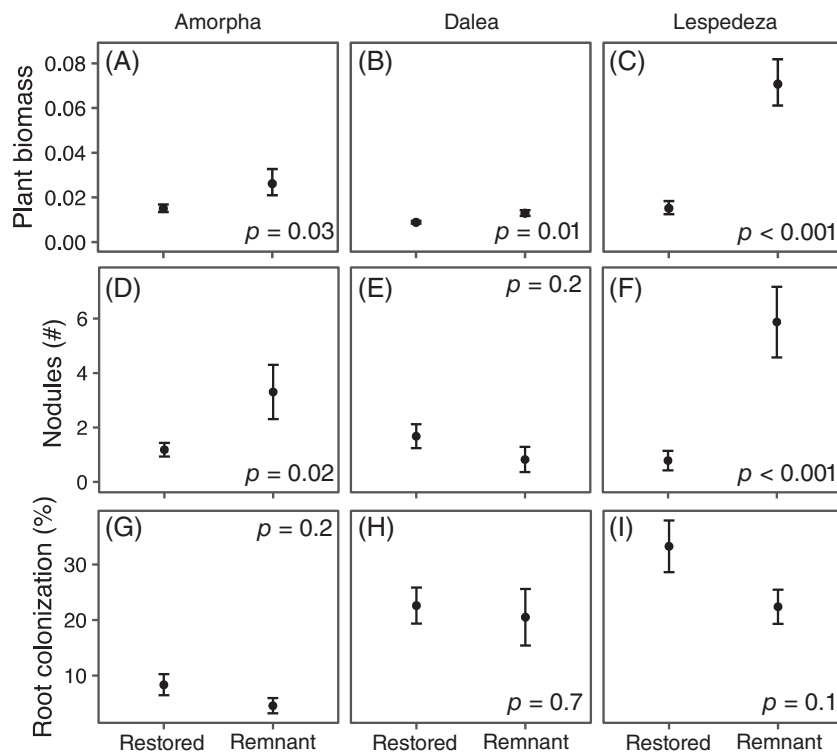 Amorpha Dalea Lespedeza
Plant biomass
0.08
0.06
0.04
0.02
0.00
(A)
p = 0.03
(B)
p = 0.01
(C)
p < 0.001
Nodules (#)
6
4
2
0
(D)
p = 0.02
(E)
p = 0.2
(F)
p < 0.001
Root colonization (%)
30
20
10
(G)
p = 0.2
(H)
p = 0.7
(I)
p = 0.1
Restored Remnant Restored Remnant Restored Remnant